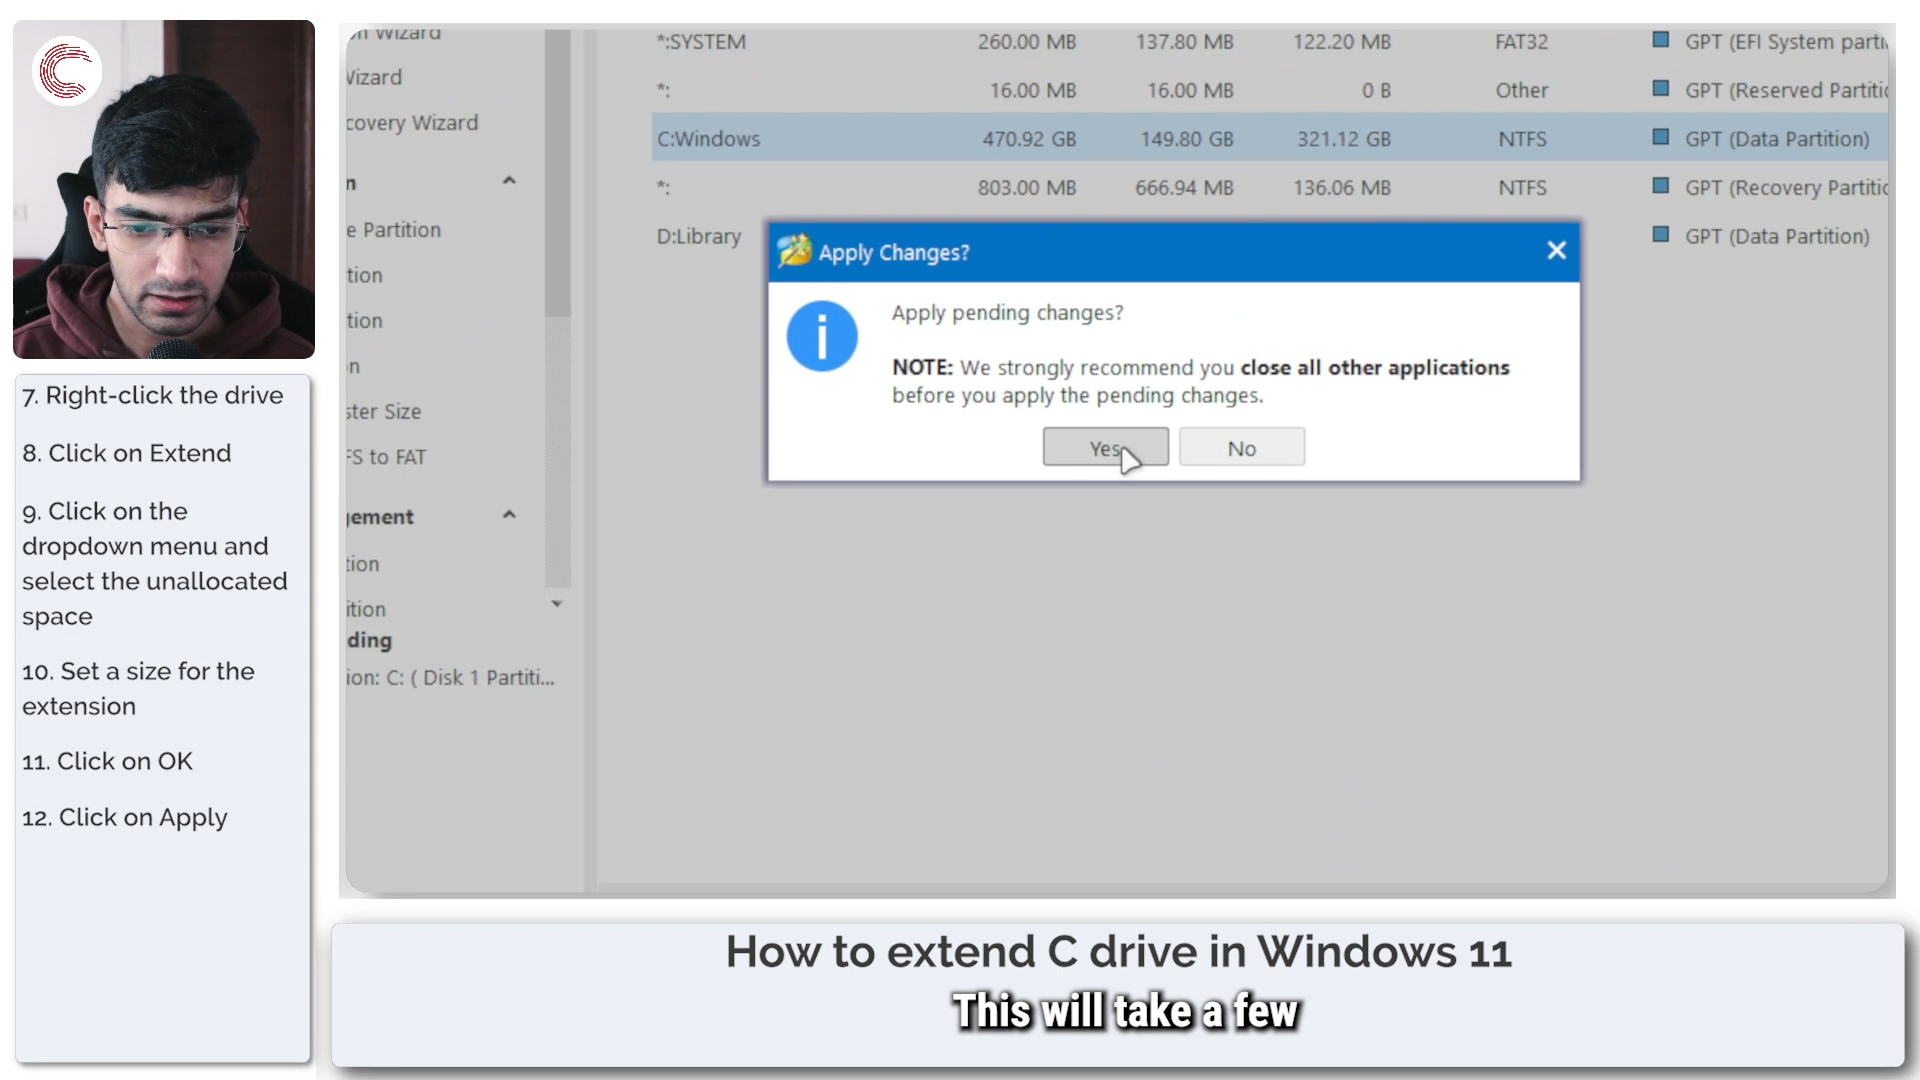 7. Right-click the drive
8. Click on Extend
9. Click on the
dropdown menu and
select the unallocated
space
10. Set a size for the
extension
11. Click on OK
12. Click on Apply
Wizard
Wizard
covery Wizard
n
e Partition
tion
tion
n
ster Size
FS to FAT
gement
tion
ition
ding
ion: C: ( Disk 1 Partiti...
*:SYSTEM 260.00 MB 137.80 MB 122.20 MB FAT32 GPT (EFI System parti
*: 16.00 MB 16.00 MB 0 B Other GPT (Reserved Partitic
C:Windows 470.92 GB 149.80 GB 321.12 GB NTFS GPT (Data Partition)
*: 803.00 MB 666.94 MB 136.06 MB NTFS GPT (Recovery Partitic
D:Library GPT (Data Partition)
Apply Changes?
Apply pending changes?
NOTE: We strongly recommend you close all other applications
before you apply the pending changes.
Yes No
How to extend C drive in Windows 11
This will take a few